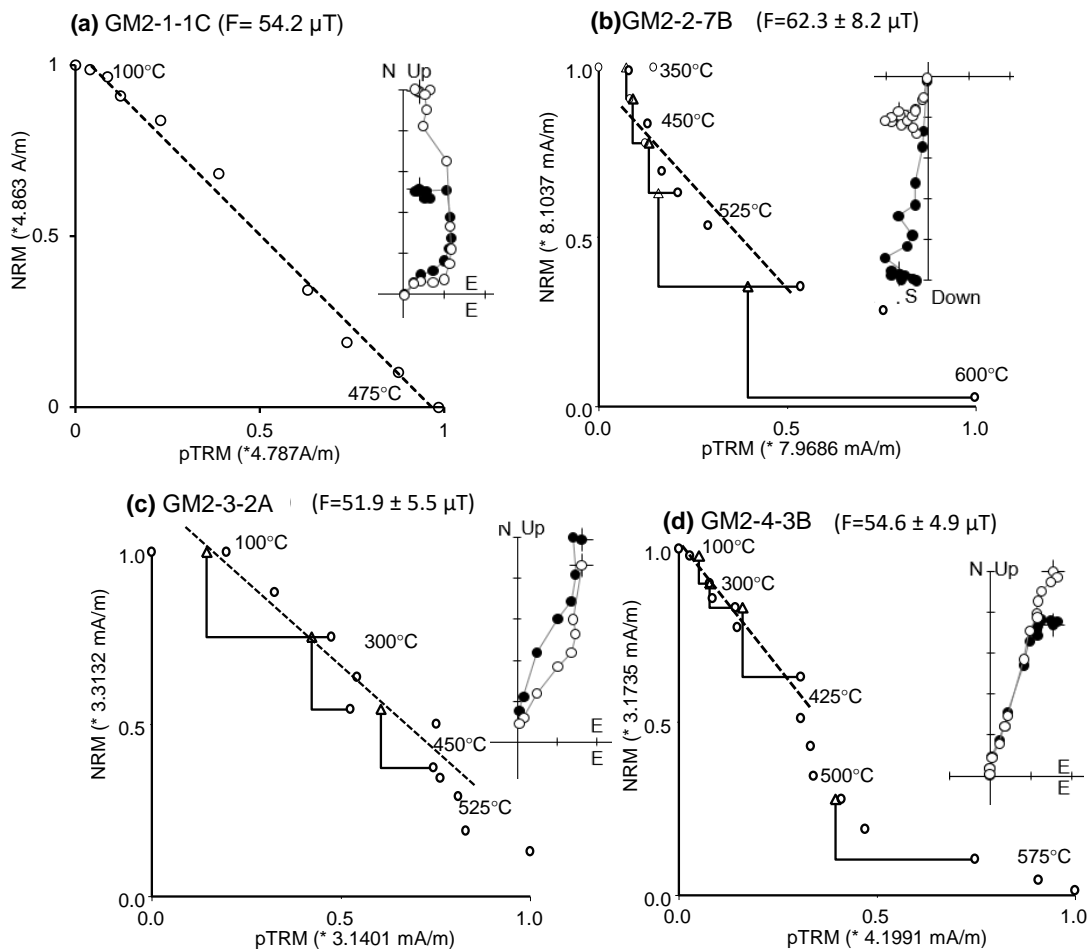 (a) GM2-1-1C (F= 54.2 µT)
1
0.5
0
0
0.5
1
NRM (*4.863 A/m)
pTRM (*4.787A/m)
100°C
475°C
N Up
E
E
(b)GM2-2-7B (F=62.3 ± 8.2 µT)
1.0
0.5
0.0
0.0
0.5
1.0
NRM (* 8.1037 mA/m)
pTRM (* 7.9686 mA/m)
350°C
450°C
525°C
600°C
. S Down
(c) GM2-3-2A (F=51.9 ± 5.5 µT)
1.0
0.5
0.0
0.0
0.5
1.0
NRM (* 3.3132 mA/m)
pTRM (* 3.1401 mA/m)
100°C
300°C
450°C
525°C
N Up
E
E
(d) GM2-4-3B (F=54.6 ± 4.9 µT)
1.0
0.5
0.0
0.0
0.5
1.0
NRM (* 3.1735 mA/m)
pTRM (* 4.1991 mA/m)
100°C
300°C
425°C
500°C
575°C
N Up
E
E